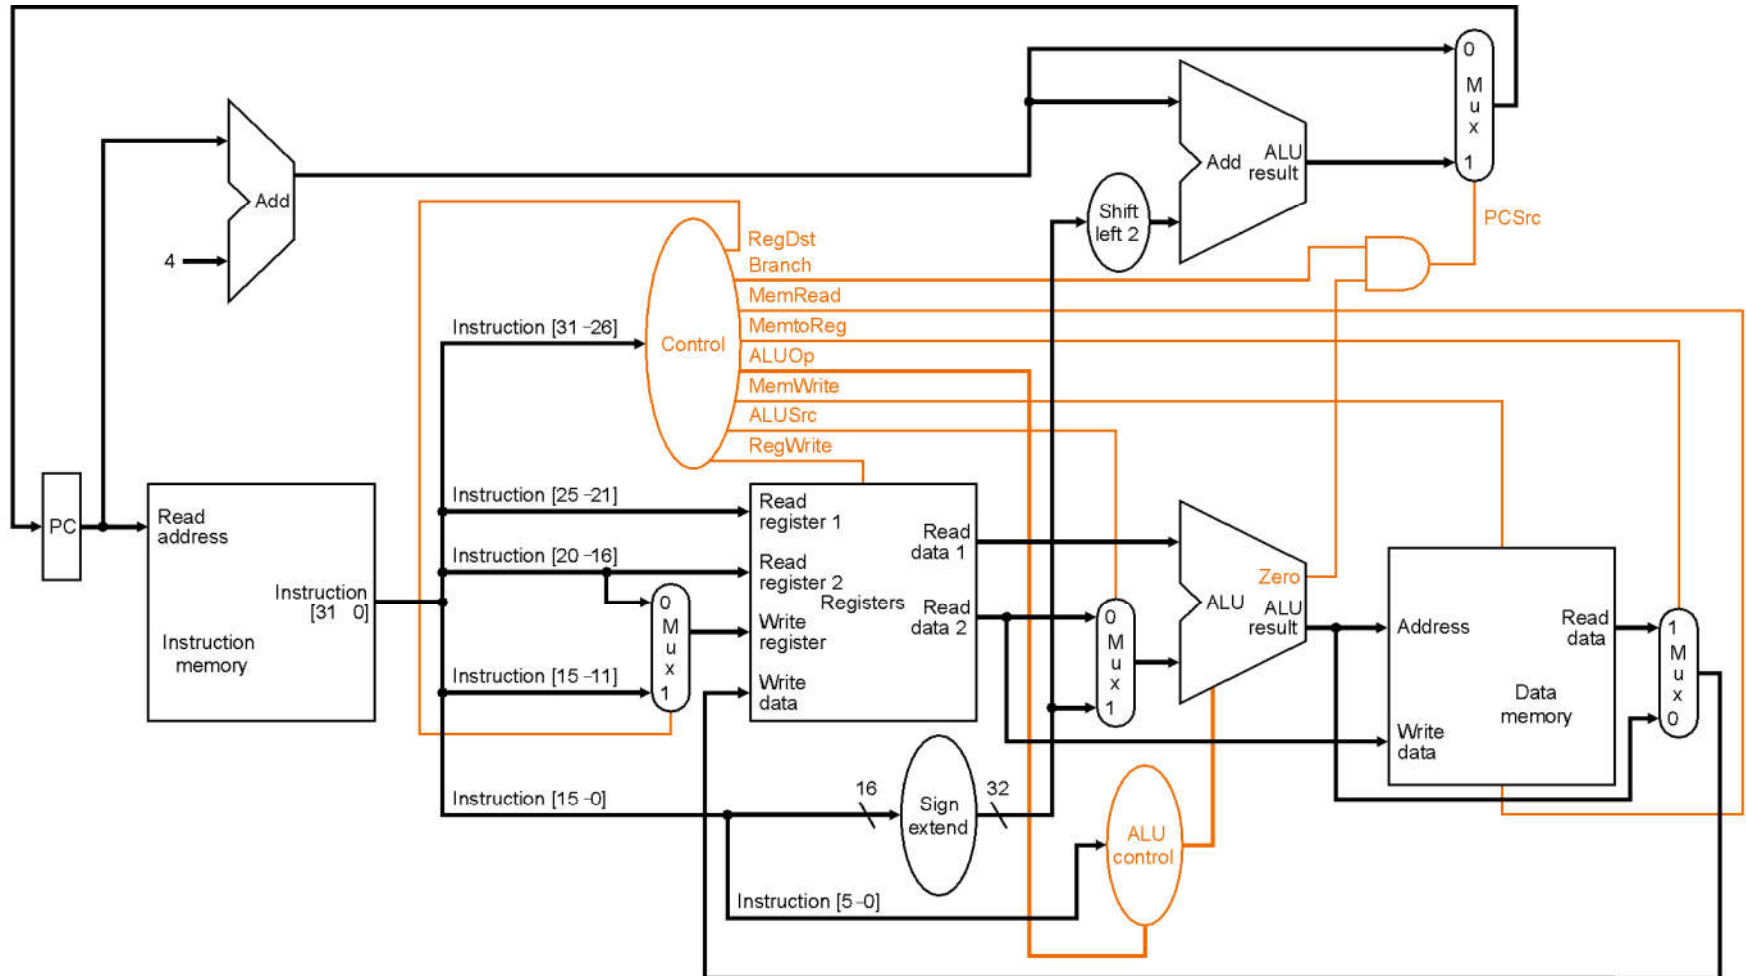 0
M
u
x
1
Add
ALU
result
Add
4
Shift
left 2
PCSrc
RegDst
Branch
MemRead
MemtoReg
ALUOp
MemWrite
ALUSrc
RegWrite
Control
Instruction [31–26]
Instruction [25–21]
Instruction [20–16]
Instruction [15–11]
Instruction [15–0]
Instruction [5–0]
PC
Read
address
Instruction
[31 0]
Instruction
memory
0
M
u
x
1
Read
register 1
Read
register 2
Registers
Write
register
Write
data
Read
data 1
Read
data 2
0
M
u
x
1
Zero
ALU
ALU
result
Address
Read
data
Data
memory
Write
data
1
M
u
x
0
16
Sign
extend
32
ALU
control